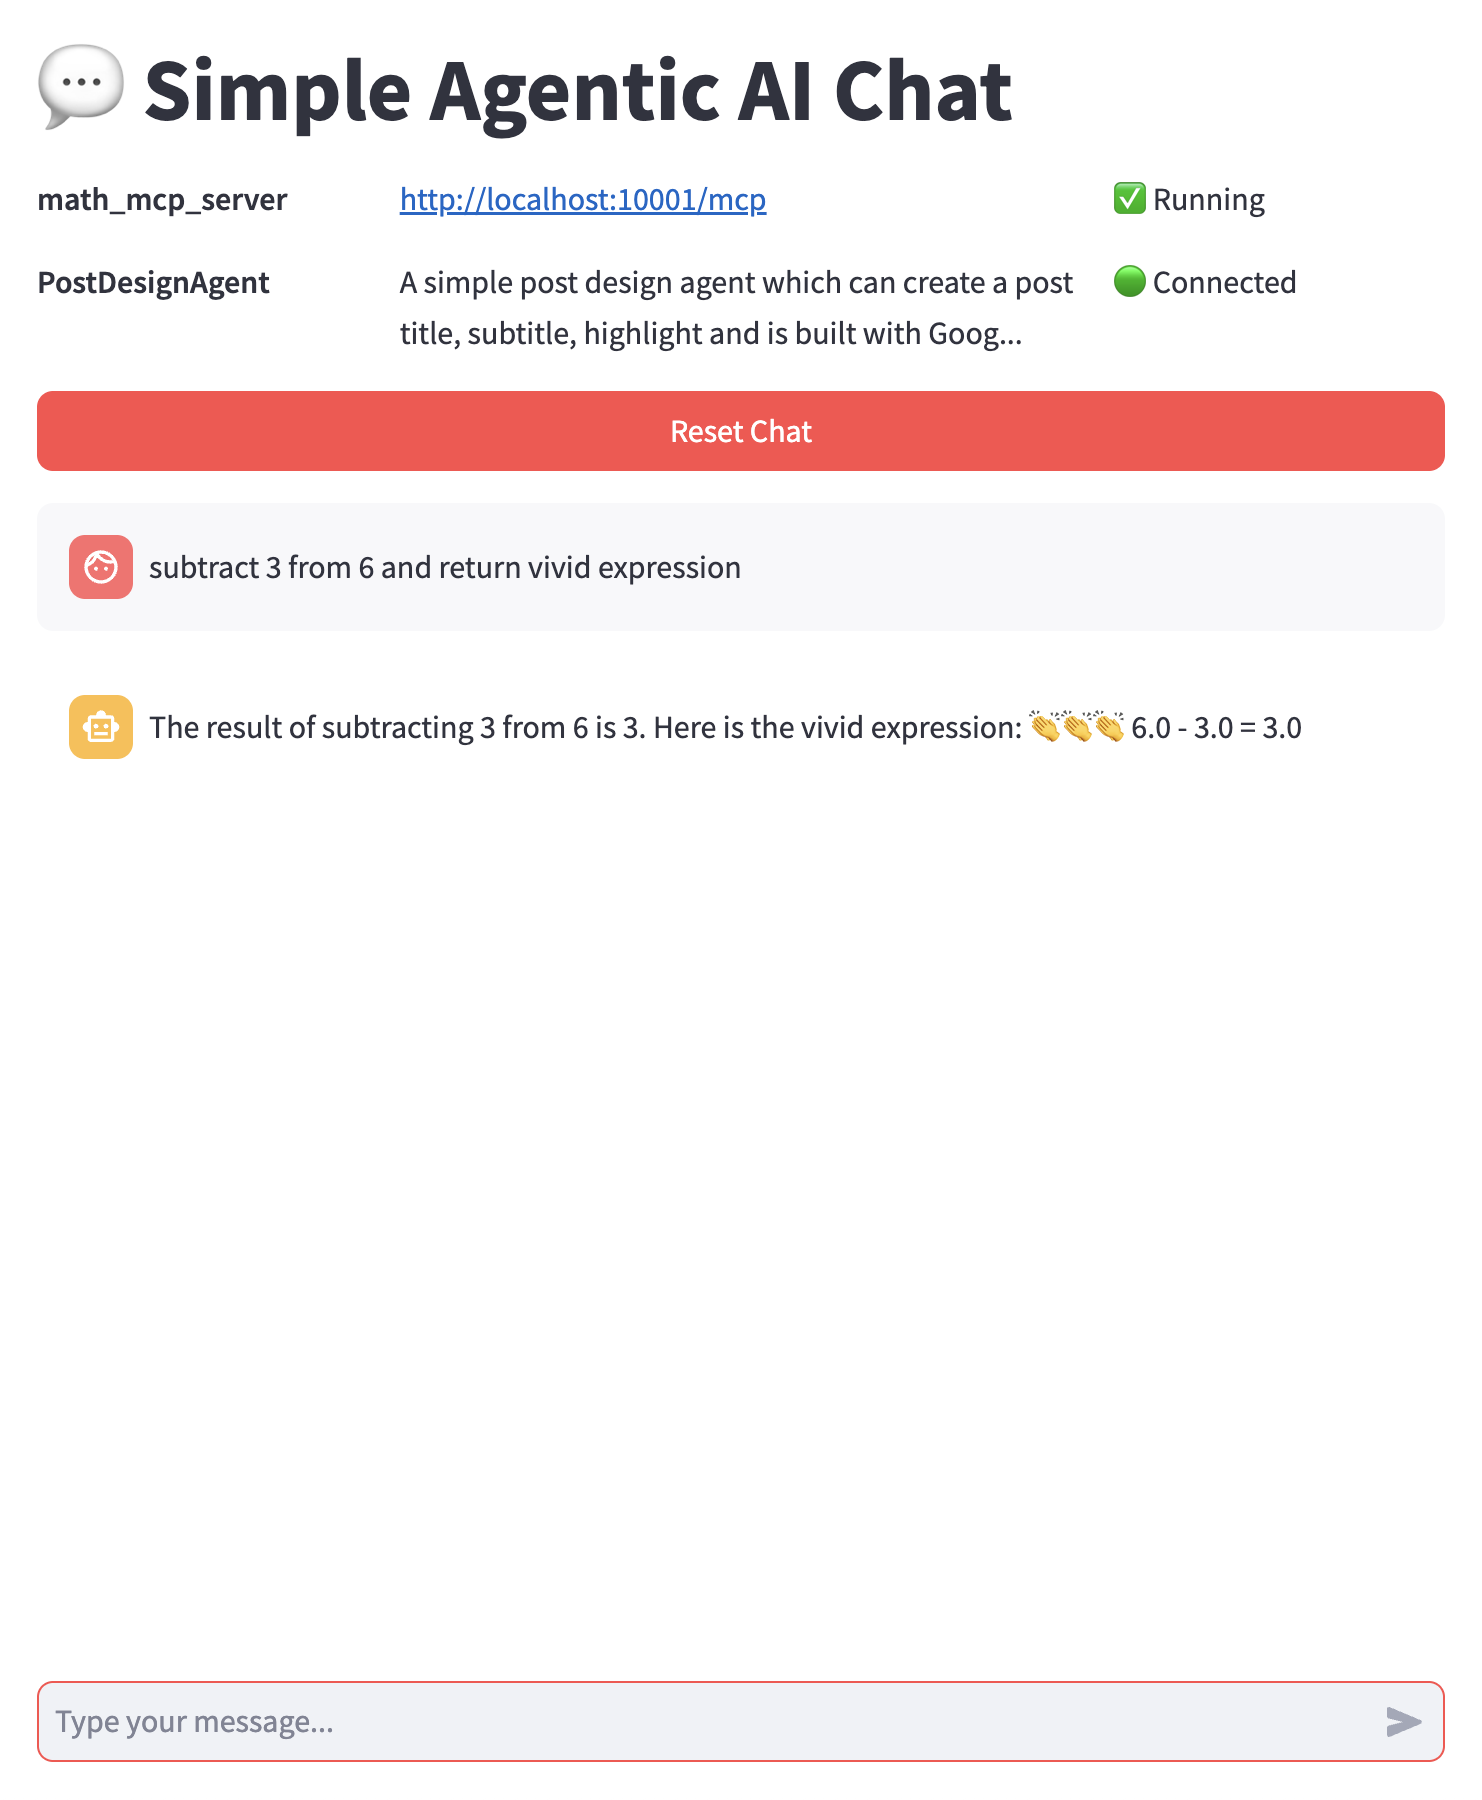 💬 Simple Agentic AI Chat
math_mcp_server http://localhost:10001/mcp ✅ Running
PostDesignAgent A simple post design agent which can create a post 🟢 Connected
title, subtitle, highlight and is built with Goog...
Reset Chat
subtract 3 from 6 and return vivid expression
The result of subtracting 3 from 6 is 3. Here is the vivid expression: 👏👏👏 6.0 - 3.0 = 3.0
Type your message...